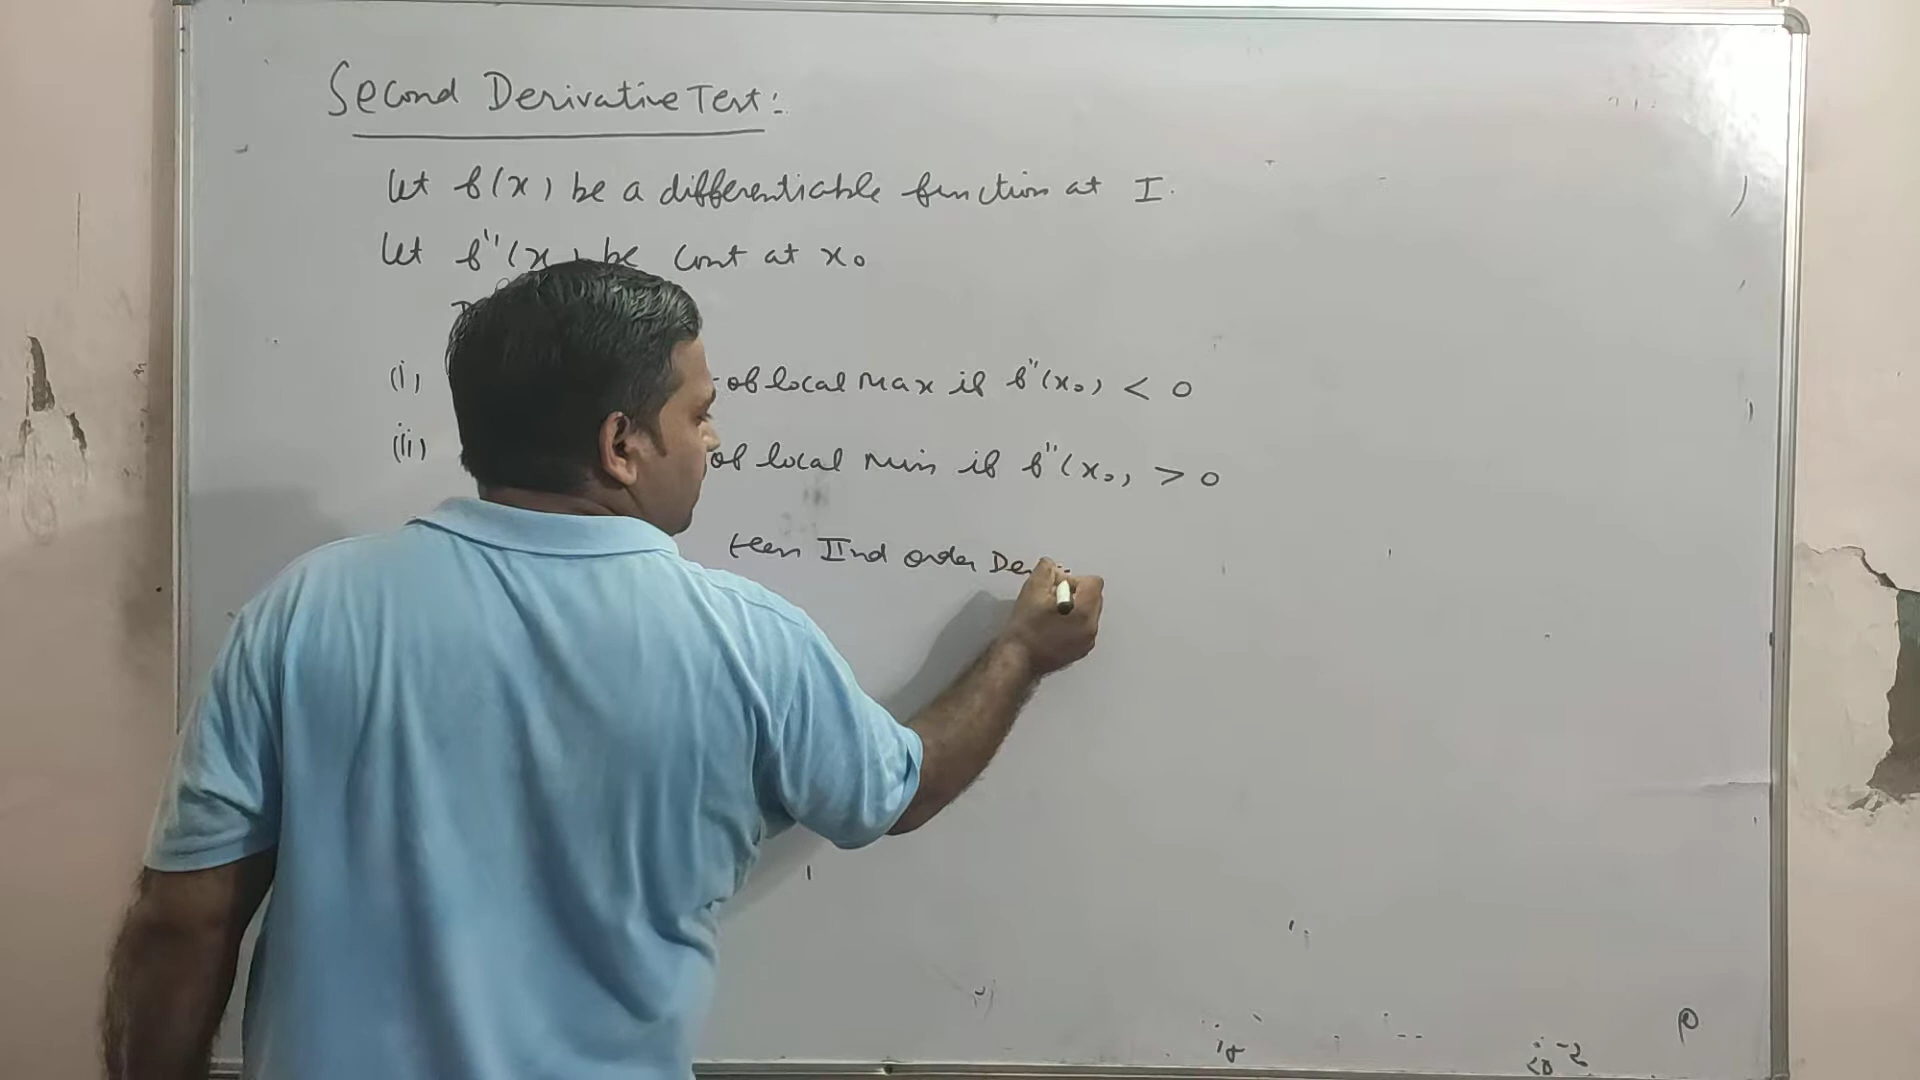 Second Derivative Test:
Let f(x) be a differentiable function at I.
Let f''(x) be cont at x₀
(i) of local max if f''(x₀) < 0
(ii) of local min if f''(x₀) > 0
then IInd order